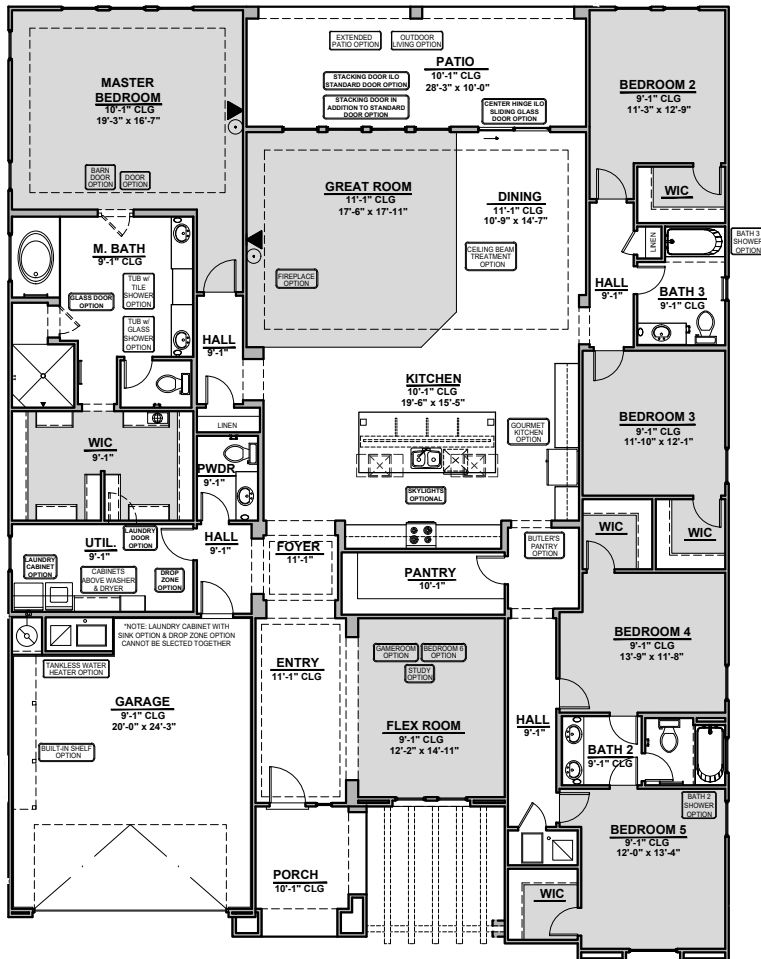 EXTENDED
PATIO OPTION
OUTDOOR
LIVING OPTION
PATIO
10'-1" CLG
28'-3" x 10'-0"
STACKING DOOR ILO
STANDARD DOOR OPTION
STACKING DOOR IN
ADDITION TO STANDARD
DOOR OPTION
CENTER HINGE ILO
SLIDING GLASS
DOOR OPTION
MASTER
BEDROOM
10'-1" CLG
19'-3" x 16'-7"
BARN
DOOR
OPTION
DOOR
OPTION
BEDROOM 2
9'-1" CLG
11'-3" x 12'-9"
WIC
GREAT ROOM
11'-1" CLG
17'-6" x 17'-11"
FIREPLACE
OPTION
DINING
11'-1" CLG
10'-9" x 14'-7"
CEILING BEAM
TREATMENT
OPTION
M. BATH
9'-1" CLG
GLASS DOOR
OPTION
TUB w/
TILE
SHOWER
OPTION
TUB w/
GLASS
SHOWER
OPTION
HALL
9'-1"
LINEN
LINEN
HALL
9'-1"
BATH 3
SHOWER
OPTION
BATH 3
9'-1" CLG
KITCHEN
10'-1" CLG
19'-6" x 15'-5"
GOURMET
KITCHEN
OPTION
SKYLIGHTS
OPTIONAL
BEDROOM 3
9'-1" CLG
11'-10" x 12'-1"
WIC
9'-1"
PWDR
9'-1"
WIC
WIC
UTIL.
9'-1"
LAUNDRY
DOOR
OPTION
LAUNDRY
CABINET
OPTION
CABINETS
ABOVE WASHER
& DRYER
DROP
ZONE
OPTION
HALL
9'-1"
FOYER
11'-1"
BUTLER'S
PANTRY
OPTION
PANTRY
10'-1"
*NOTE: LAUNDRY CABINET WITH
SINK OPTION & DROP ZONE OPTION
CANNOT BE SLECTED TOGETHER
TANKLESS WATER
HEATER OPTION
GARAGE
9'-1" CLG
20'-0" x 24'-3"
BUILT-IN SHELF
OPTION
ENTRY
11'-1" CLG
GAMEROOM
OPTION
BEDROOM 6
OPTION
STUDY
OPTION
FLEX ROOM
9'-1" CLG
12'-2" x 14'-11"
BEDROOM 4
9'-1" CLG
13'-9" x 11'-8"
HALL
9'-1"
BATH 2
9'-1" CLG
BATH 2
SHOWER
OPTION
BEDROOM 5
9'-1" CLG
12'-0" x 13'-4"
PORCH
10'-1" CLG
WIC